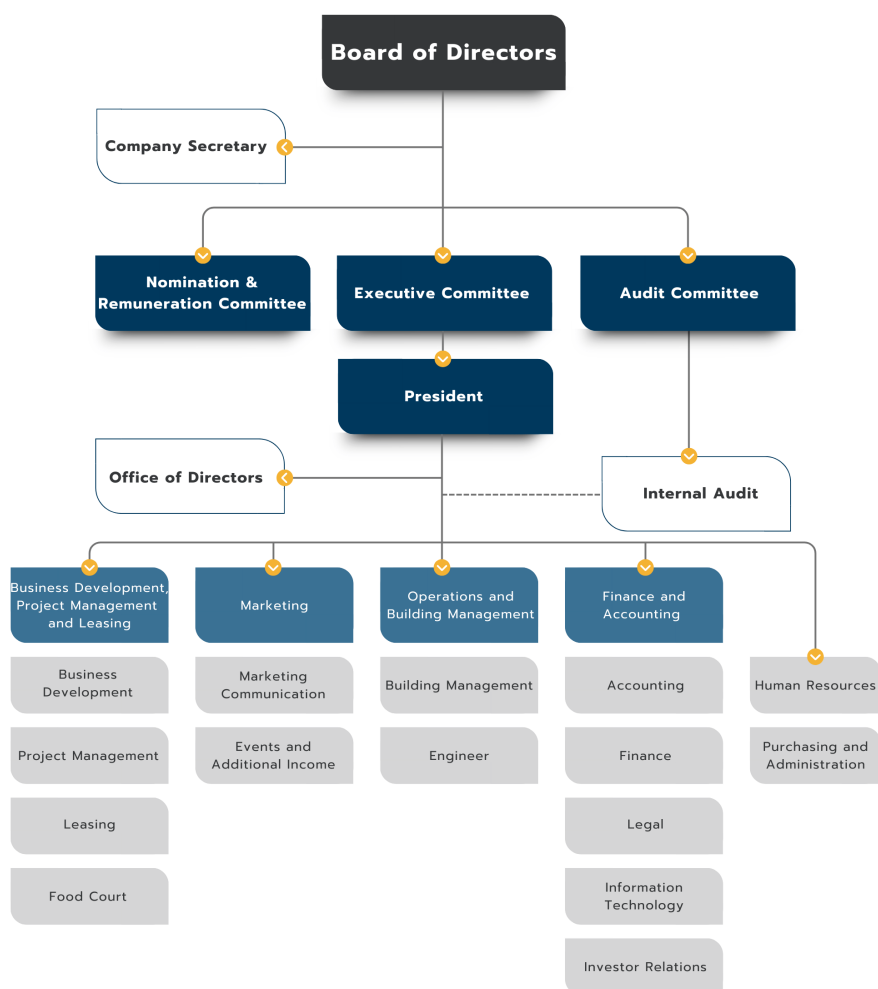 Board of Directors
Company Secretary
Nomination &
Remuneration Committee
Executive Committee
Audit Committee
President
Office of Directors
Internal Audit
Business Development,
Project Management
and Leasing
Marketing
Operations and
Building Management
Finance and
Accounting
Business
Development
Marketing
Communication
Building Management
Accounting
Human Resources
Project Management
Events and
Additional Income
Engineer
Finance
Purchasing and
Administration
Leasing
Legal
Food Court
Information
Technology
Investor Relations